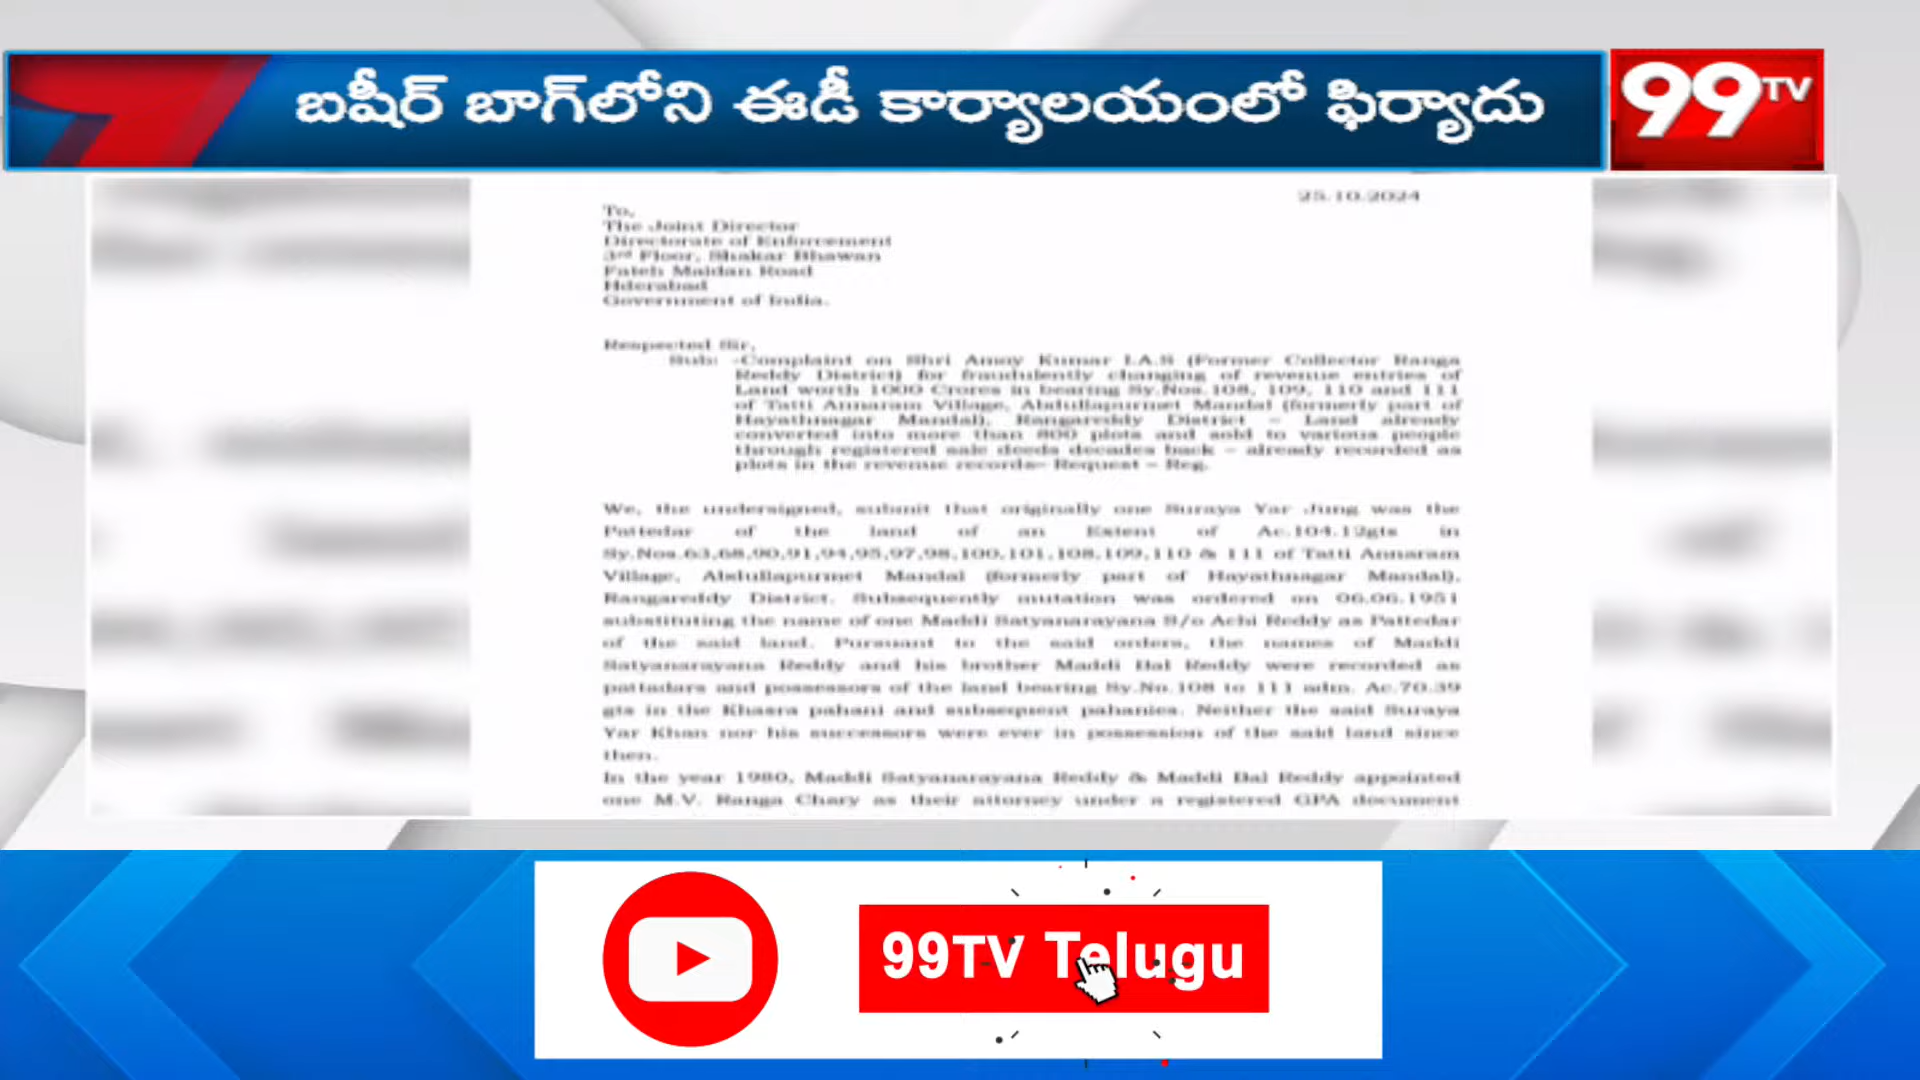 బషీర్ బాగ్‌లోని ఈడీ కార్యాలయంలో ఫిర్యాదు
99TV
25.10.2024
To,
The Joint Director
Directorate of Enforcement
3rd Floor, Shakar Bhawan
Fateh Maidan Road
Hderabad
Government of India.
Respected Sir,
Sub: -Complaint on Shri Amoy Kumar I.A.S (Former Collector Ranga
Reddy District) for fraudulently changing of revenue entries of
Land worth 1000 Crores in bearing Sy.Nos.108, 109, 110 and 111
of Tatti Annaram Village, Abdullapurmet Mandal (formerly part of
Hayathnagar Mandal), Rangareddy District – Land already
converted into more than 800 plots and sold to various people
through registered sale deeds decades back – already recorded as
plots in the revenue records– Request – Reg.
We, the undersigned, submit that originally one Suraya Yar Jung was the
Pattedar of the land of an Extent of Ac.104.12gts in
Sy.Nos.63,68,90,91,94,95,97,98,100,101,108,109,110 & 111 of Tatti Annaram
Village, Abdullapurmet Mandal (formerly part of Hayathnagar Mandal),
Rangareddy District. Subsequently mutation was ordered on 06.06.1951
substituting the name of one Maddi Satyanarayana S/o Achi Reddy as Pattedar
of the said land. Pursuant to the said orders, the names of Maddi
Satyanarayana Reddy and his brother Maddi Bal Reddy were recorded as
pattadars and possessors of the land bearing Sy.No.108 to 111 adm. Ac.70.39
gts in the Khasra pahani and subsequent pahanies. Neither the said Suraya
Yar Khan nor his successors were ever in possession of the said land since
then.
In the year 1980, Maddi Satyanarayana Reddy & Maddi Bal Reddy appointed
one M.V. Ranga Chary as their attorney under a registered GPA document
99TV Telugu